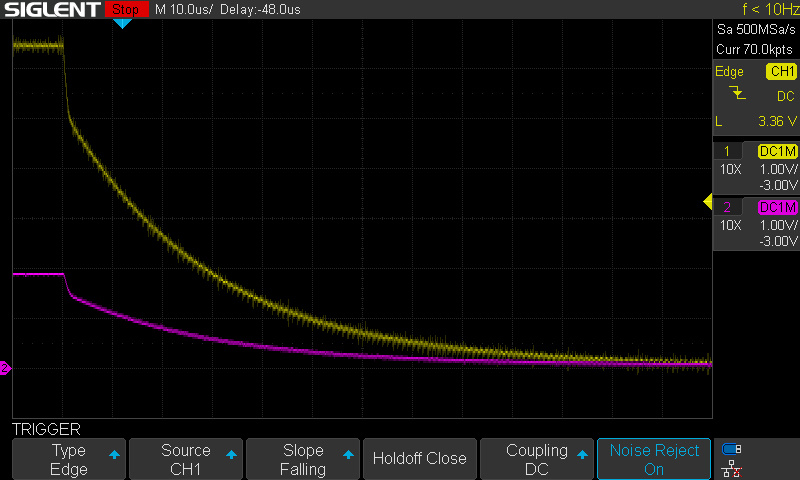 SIGLENT Stop M 10.0us/ Delay:-48.0us f < 10Hz
Sa 500MSa/s
Curr 70.0kpts
Edge CH1
DC
L 3.36 V
1 DC1M
10X 1.00V/
-3.00V
2 DC1M
10X 1.00V/
-3.00V
2
TRIGGER
Type
Edge
Source
CH1
Slope
Falling
Holdoff Close
Coupling
DC
Noise Reject
On